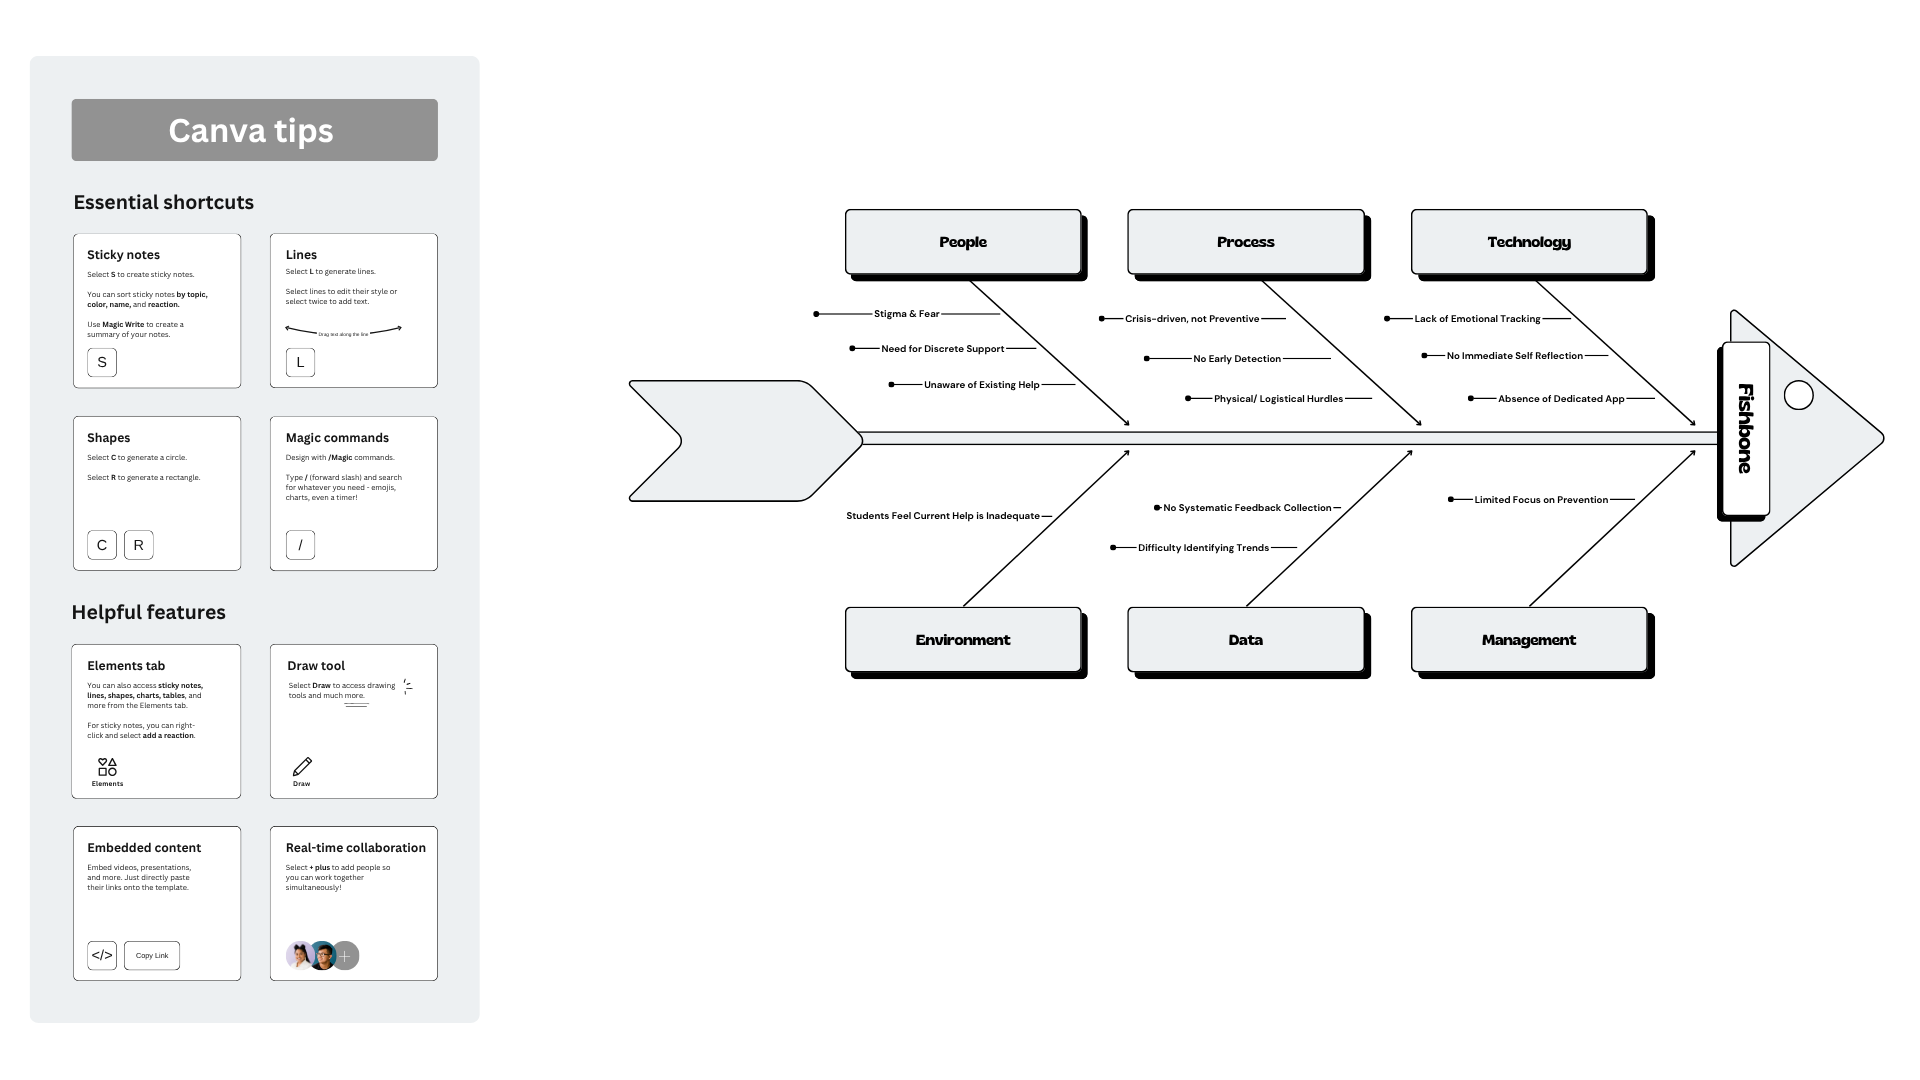 Canva tips
Essential shortcuts
Sticky notes
Select S to create sticky notes.
You can sort sticky notes by topic,
color, name, and reaction.
Use Magic Write to create a
summary of your notes.
S
Lines
Select L to generate lines.
Select lines to edit their style or
select twice to add text.
Drag text along the line
L
Shapes
Select C to generate a circle.
Select R to generate a rectangle.
C
R
Magic commands
Design with /Magic commands.
Type / (forward slash) and search
for whatever you need - emojis,
charts, even a timer!
/
Helpful features
Elements tab
You can also access sticky notes,
lines, shapes, charts, tables, and
more from the Elements tab.
For sticky notes, you can right-
click and select add a reaction.
Elements
Draw tool
Select Draw to access drawing
tools and much more.
Draw
Embedded content
Embed videos, presentations,
and more. Just directly paste
their links onto the template.
</>
Copy Link
Real-time collaboration
Select + plus to add people so
you can work together
simultaneously!
People
Stigma & Fear
Need for Discrete Support
Unaware of Existing Help
Process
Crisis-driven, not Preventive
No Early Detection
Physical/ Logistical Hurdles
Technology
Lack of Emotional Tracking
No Immediate Self Reflection
Absence of Dedicated App
Fishbone
Students Feel Current Help is Inadequate
Environment
No Systematic Feedback Collection
Difficulty Identifying Trends
Data
Limited Focus on Prevention
Management